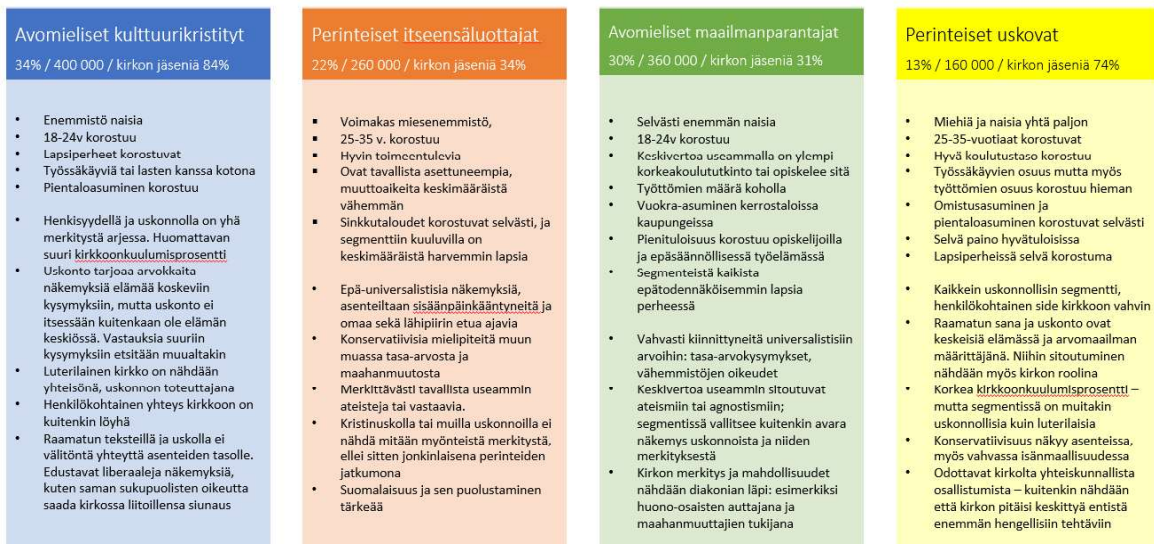 Avomieliset kulttuurikristityt
34% / 400 000 / kirkon jäseniä 84%
• Enemmistö naisia
• 18-24v korostuu
• Lapsiperheet korostuvat
• Työssäkäyviä tai lasten kanssa kotona
• Pientaloasuminen korostuu
• Henkisyydellä ja uskonnolla on yhä
merkitystä arjessa. Huomattavan
suuri kirkkoonkuulumisprosentti
• Uskonto tarjoaa arvokkaita
näkemyksiä elämää koskeviin
kysymyksiin, mutta uskonto ei
itsessään kuitenkaan ole elämän
keskiössä. Vastauksia suuriin
kysymyksiin etsitään muualtakin
• Luterilainen kirkko on nähdään
yhteisönä, uskonnon toteuttajana
• Henkilökohtainen yhteys kirkkoon on
kuitenkin löyhä
• Raamatun teksteillä ja uskolla ei
välitöntä yhteyttä asenteiden tasolle.
Edustavat liberaaleja näkemyksiä,
kuten saman sukupuolisten oikeutta
saada kirkossa liitoillensa siunaus
Perinteiset itseensäluottajat
22% / 260 000 / kirkon jäseniä 34%
▪ Voimakas miesenemmistö,
▪ 25-35 v. korostuu
▪ Hyvin toimeentulevia
▪ Ovat tavallista asettuneempia,
muuttoaikeita keskimääräistä
vähemmän
▪ Sinkkutaloudet korostuvat selvästi, ja
segmenttiin kuuluvilla on
keskimääräistä harvemmin lapsia
• Epä-universalistisia näkemyksiä,
asenteiltaan sisäänpäinkääntyneitä ja
omaa sekä lähipiirin etua ajavia
• Konservatiivisia mielipiteitä muun
muassa tasa-arvosta ja
maahanmuutosta
• Merkittävästi tavallista useammin
ateisteja tai vastaavia.
• Kristinuskolla tai muilla uskonnoilla ei
nähdä mitään myönteistä merkitystä,
ellei sitten jonkinlaisena perinteiden
jatkumona
• Suomalaisuus ja sen puolustaminen
tärkeää
Avomieliset maailmanparantajat
30% / 360 000 / kirkon jäseniä 31%
• Selvästi enemmän naisia
• 18-24v korostuu
• Keskivertoa useammalla on ylempi
korkeakoulututkinto tai opiskelee sitä
• Työttömien määrä koholla
• Vuokra-asuminen kerrostaloissa
kaupungeissa
• Pienituloisuus korostuu opiskelijoilla
ja epäsäännöllisessä työelämässä
• Segmenteistä kaikista
epätodennäköisemmin lapsia
perheessä
• Vahvasti kiinnittyneitä universalistisiin
arvoihin: tasa-arvokysymykset,
vähemmistöjen oikeudet
• Keskivertoa useammin sitoutuvat
ateismiin tai agnostismiin;
segmentissä vallitsee kuitenkin avara
näkemys uskonnoista ja niiden
merkityksestä
• Kirkon merkitys ja mahdollisuudet
nähdään diakonian läpi: esimerkiksi
huono-osaisten auttajana ja
maahanmuuttajien tukijana
Perinteiset uskovat
13% / 160 000 / kirkon jäseniä 74%
• Miehiä ja naisia yhtä paljon
• 25-35-vuotiaat korostuvat
• Hyvä koulutustaso korostuu
• Työssäkäyvien osuus mutta myös
työttömien osuus korostuu hieman
• Omistusasuminen ja
pientaloasuminen korostuvat selvästi
• Selvä paino hyvätuloisissa
• Lapsiperheissä selvä korostuma
• Kaikkein uskonnollisin segmentti,
henkilökohtainen side kirkkoon vahvin
• Raamatun sana ja uskonto ovat
keskeisiä elämässä ja arvomaailman
määrittäjänä. Niihin sitoutuminen
nähdään myös kirkon roolina
• Korkea kirkkoonkuulumisprosentti –
mutta segmentissä on muitakin
uskonnollisia kuin luterilaisia
• Konservatiivisuus näkyy asenteissa,
myös vahvassa isänmaallisuudessa
• Odottavat kirkolta yhteiskunnallista
osallistumista – kuitenkin nähdään
että kirkon pitäisi keskittyä entistä
enemmän hengellisiin tehtäviin